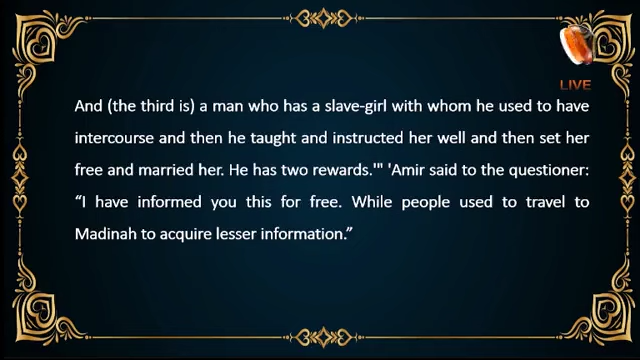 LIVE
And (the third is) a man who has a slave-girl with whom he used to have
intercourse and then he taught and instructed her well and then set her
free and married her. He has two rewards.'" 'Amir said to the questioner:
“I have informed you this for free. While people used to travel to
Madinah to acquire lesser information.”